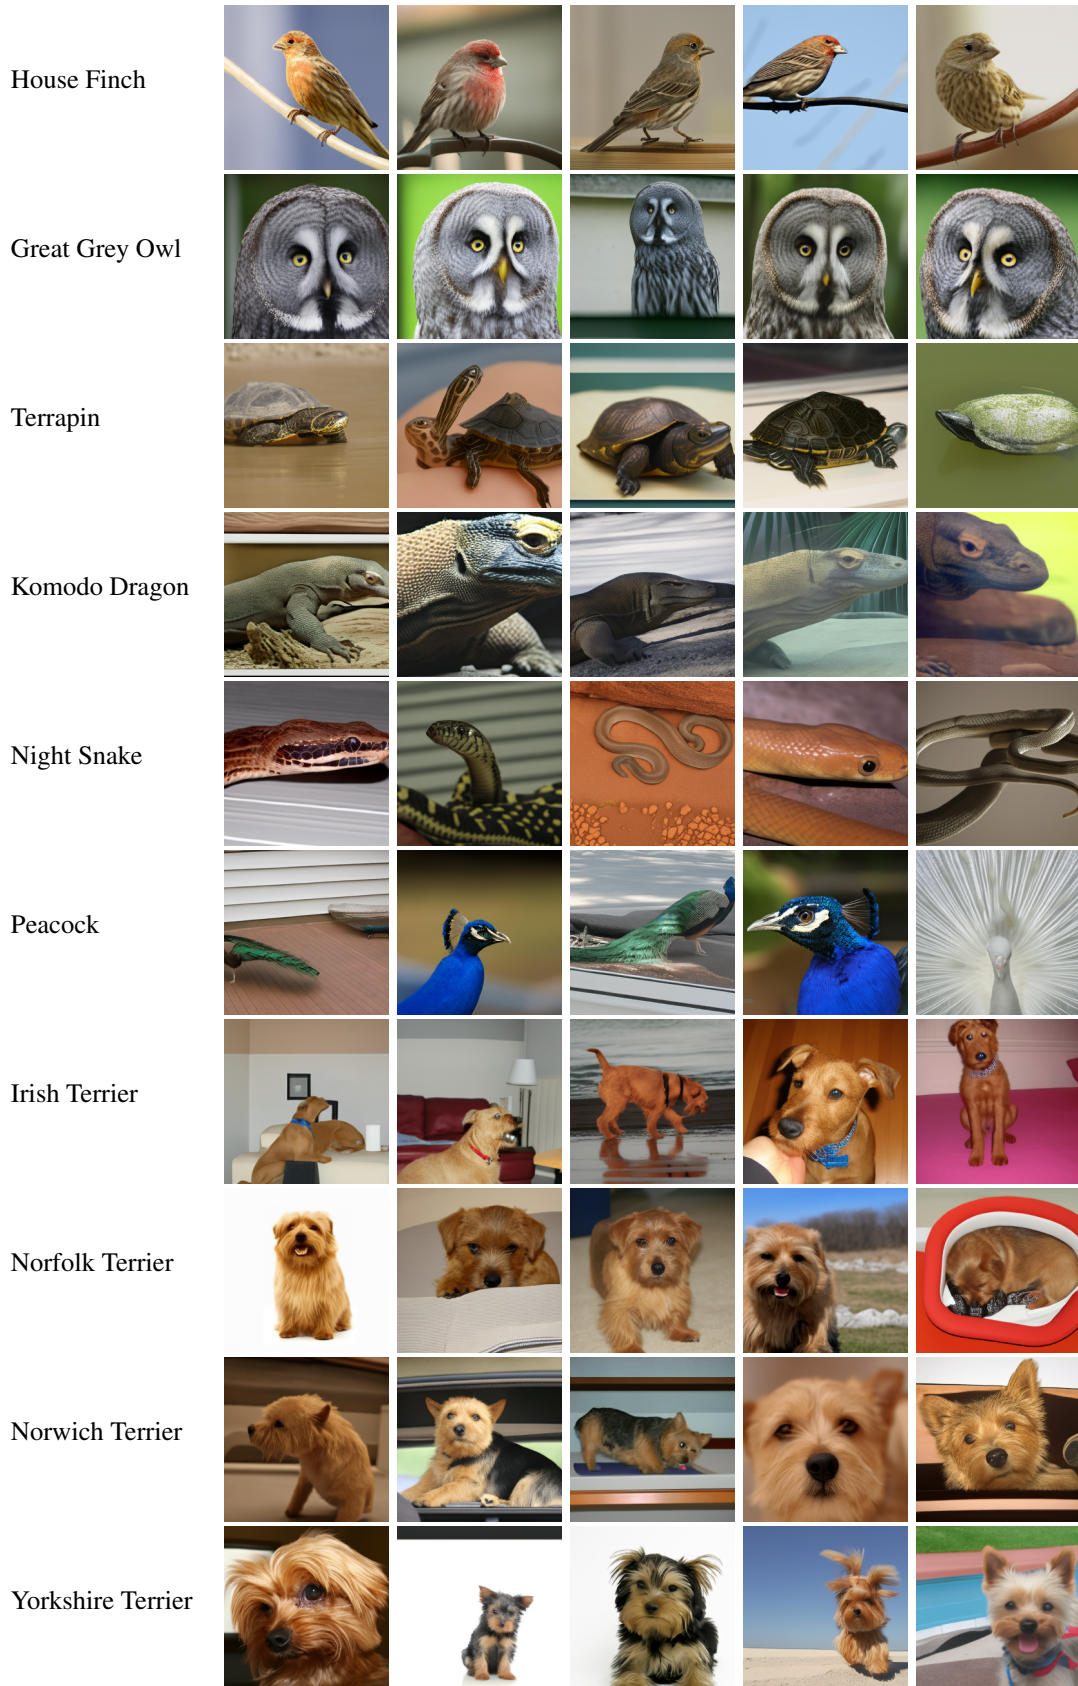 House Finch
Great Grey Owl
Terrapin
Komodo Dragon
Night Snake
Peacock
Irish Terrier
Norfolk Terrier
Norwich Terrier
Yorkshire Terrier